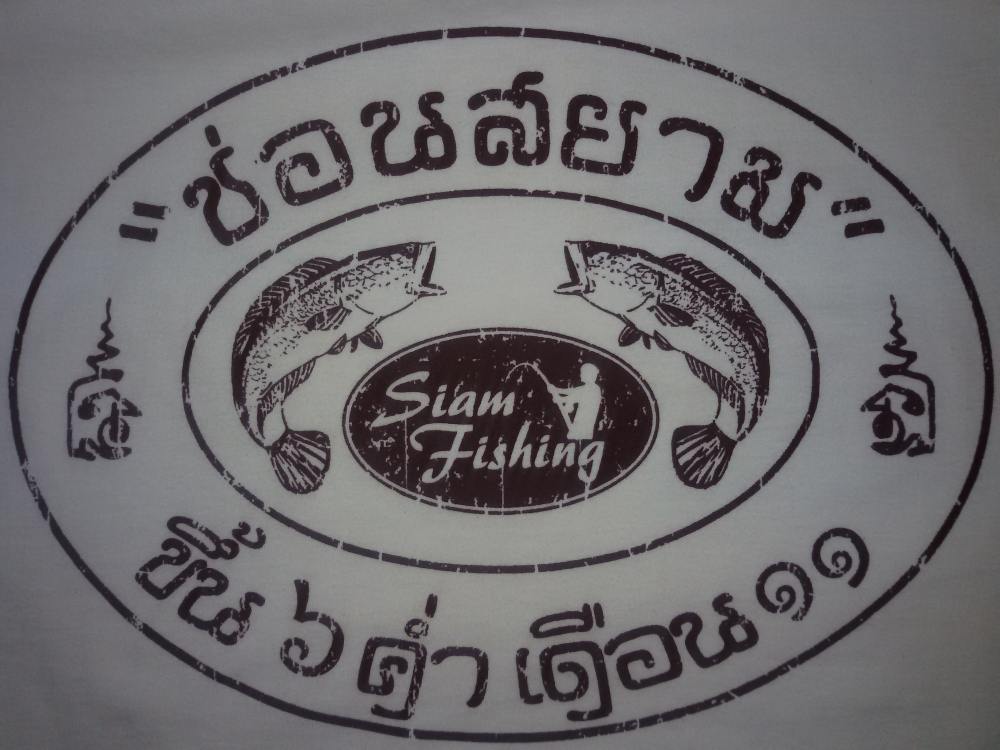 "ช่อนสยาม"
Siam
Fishing
ขึ้น ๖ ค่ำ เดือน ๑๑